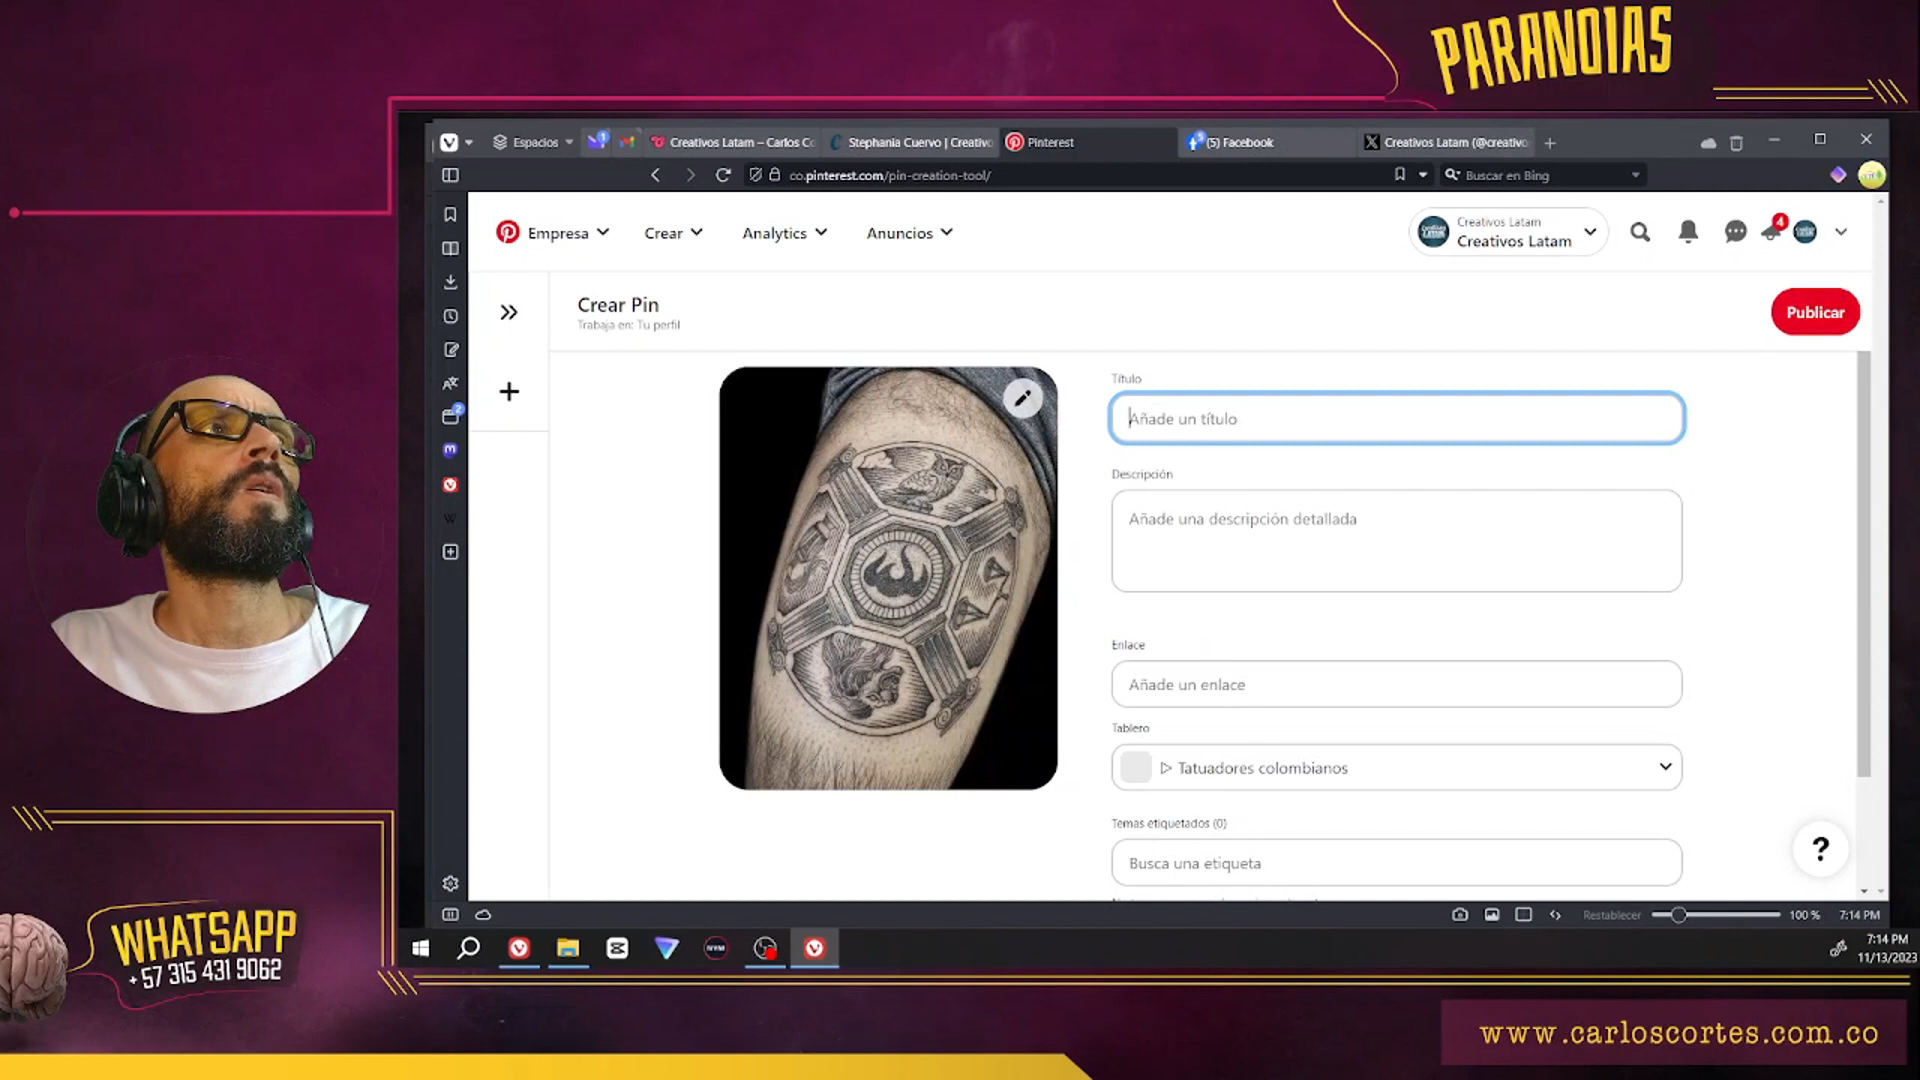 PARANOIAS
Espacios
1
Creativos Latam – Carlos Co
Stephania Cuervo | Creativo
Pinterest
5
(5) Facebook
Creativos Latam (@creativo
co.pinterest.com/pin-creation-tool/
Buscar en Bing
Empresa
Crear
Analytics
Anuncios
Creativos Latam
Creativos Latam
4
Crear Pin
Trabaja en: Tu perfil
Publicar
Título
Añade un título
Descripción
Añade una descripción detallada
Enlace
Añade un enlace
Tablero
▷ Tatuadores colombianos
Temas etiquetados (0)
Busca una etiqueta
?
2
Restablecer
100 %
7:14 PM
7:14 PM
11/13/2023
WHATSAPP
+ 57 315 431 9062
www.carloscortes.com.co